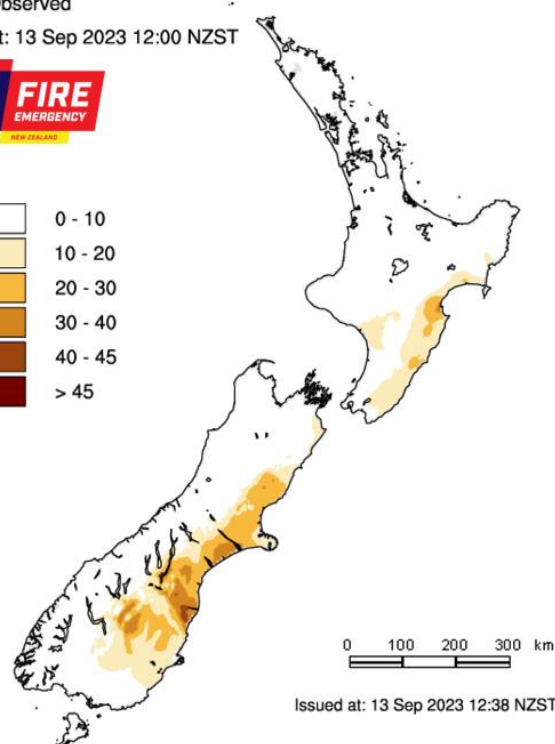 bserved
t: 13 Sep 2023 12:00 NZST
FIRE
EMERGENCY
NEW ZEALAND
0 - 10
10 - 20
20 - 30
30 - 40
40 - 45
> 45
0 100 200 300 km
Issued at: 13 Sep 2023 12:38 NZST